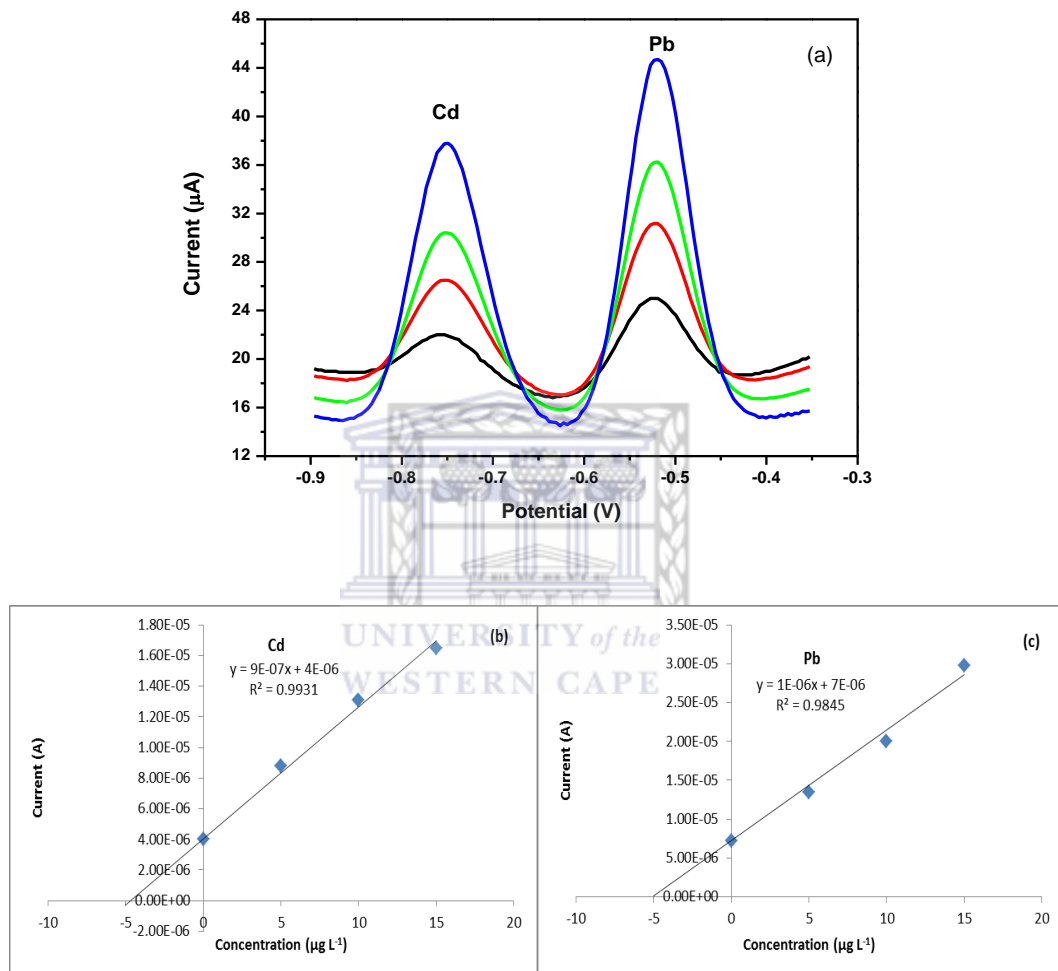 (a)
Pb
Cd
48
44
40
36
32
28
24
20
16
12
Current (µA)
-0.9 -0.8 -0.7 -0.6 -0.5 -0.4 -0.3
Potential (V)
UNIVERSITY of the
WESTERN CAPE
(b)
Cd
y = 9E-07x + 4E-06
R² = 0.9931
1.80E-05
1.60E-05
1.40E-05
1.20E-05
1.00E-05
8.00E-06
6.00E-06
4.00E-06
2.00E-06
0.00E+00
-2.00E-06
Current (A)
-10 -5 0 5 10 15 20
Concentration (µg L⁻¹)
(c)
Pb
y = 1E-06x + 7E-06
R² = 0.9845
3.50E-05
3.00E-05
2.50E-05
2.00E-05
1.50E-05
1.00E-05
5.00E-06
0.00E+00
Current (A)
-10 -5 0 5 10 15 20
Concentration (µg L⁻¹)